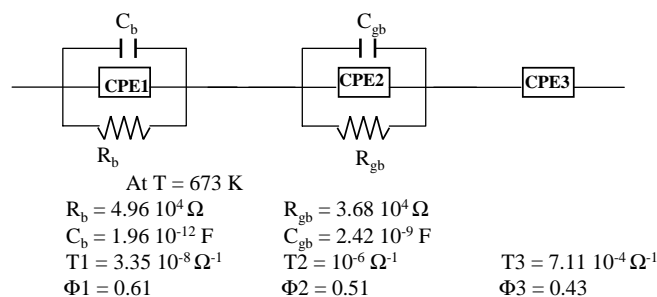 C_b C_gb
CPE1 CPE2 CPE3
R_b R_gb
At T = 673 K
R_b = 4.96 10^4 Ω R_gb = 3.68 10^4 Ω
C_b = 1.96 10^-12 F C_gb = 2.42 10^-9 F
T1 = 3.35 10^-8 Ω^-1 T2 = 10^-6 Ω^-1 T3 = 7.11 10^-4 Ω^-1
Φ1 = 0.61 Φ2 = 0.51 Φ3 = 0.43